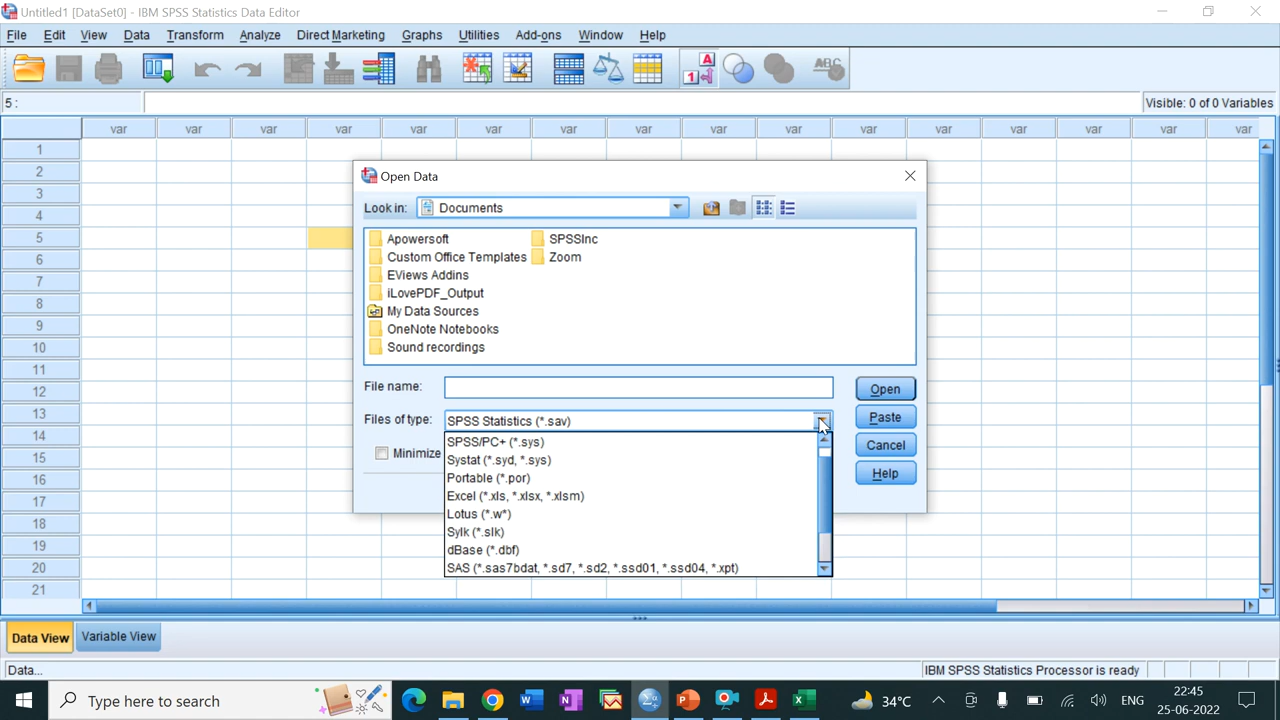 Untitled1 [DataSet0] - IBM SPSS Statistics Data Editor
File Edit View Data Transform Analyze Direct Marketing Graphs Utilities Add-ons Window Help
1 A ABC
5 : Visible: 0 of 0 Variables
var var var var var var var var var var var var var var var var
1
2
3
4
5
6
7
8
9
10
11
12
13
14
15
16
17
18
19
20
21
Open Data
Look in: Documents
Apowersoft SPSSInc
Custom Office Templates Zoom
EViews Addins
iLovePDF_Output
My Data Sources
OneNote Notebooks
Sound recordings
File name: Open
Files of type: SPSS Statistics (*.sav) Paste
Minimize Cancel
Help
SPSS/PC+ (*.sys)
Systat (*.syd, *.sys)
Portable (*.por)
Excel (*.xls, *.xlsx, *.xlsm)
Lotus (*.w*)
Sylk (*.slk)
dBase (*.dbf)
SAS (*.sas7bdat, *.sd7, *.sd2, *.ssd01, *.ssd04, *.xpt)
Data View Variable View
Data... IBM SPSS Statistics Processor is ready
Type here to search 34°C ENG 22:45
25-06-2022